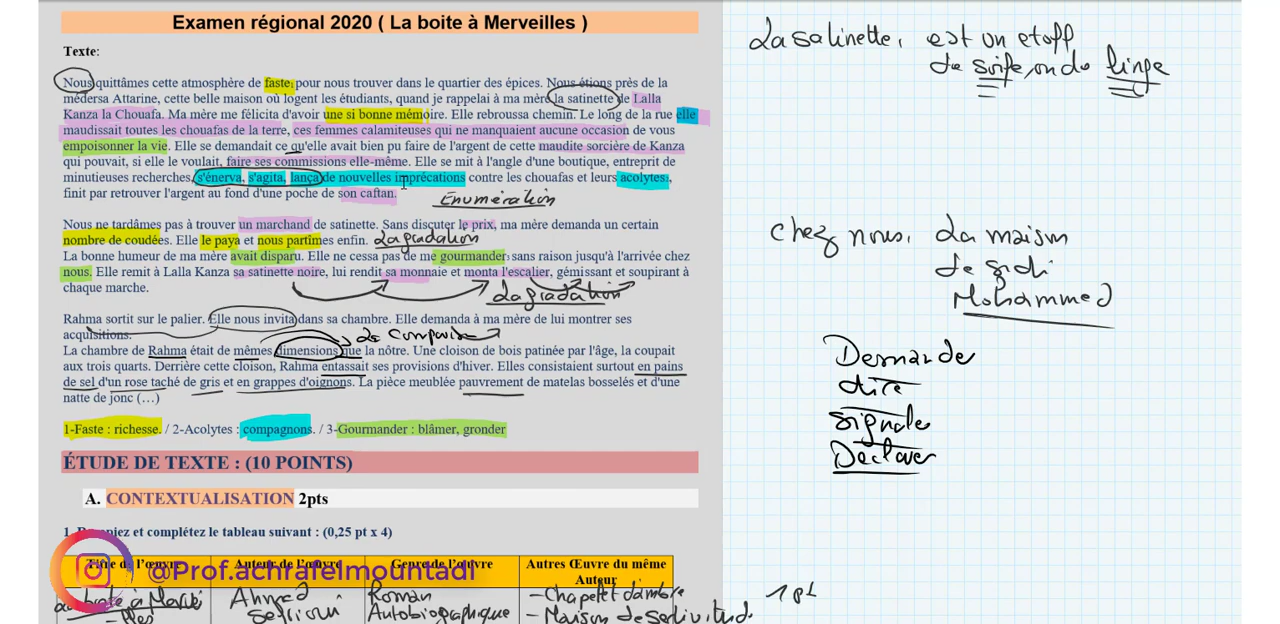 Examen régional 2020 ( La boite à Merveilles )
Texte:
Nous quittâmes cette atmosphère de faste, pour nous trouver dans le quartier des épices. Nous étions près de la
médersa Attarine, cette belle maison où logent les étudiants, quand je rappelai à ma mère la satinette de Lalla
Kanza la Chouafa. Ma mère me félicita d'avoir une si bonne mémoire. Elle rebroussa chemin. Le long de la rue elle
maudissait toutes les chouafas de la terre, ces femmes calamiteuses qui ne manquaient aucune occasion de vous
empoisonner la vie. Elle se demandait ce qu'elle avait bien pu faire de l'argent de cette maudite sorcière de Kanza
qui pouvait, si elle le voulait, faire ses commissions elle-même. Elle se mit à l'angle d'une boutique, entreprit de
minutieuses recherches, s'énerva, s'agita, lança de nouvelles imprécations contre les chouafas et leurs acolytes,
finit par retrouver l'argent au fond d'une poche de son caftan.
Enumération
Nous ne tardâmes pas à trouver un marchand de satinette. Sans discuter le prix, ma mère demanda un certain
nombre de coudées. Elle le paya et nous partîmes enfin. La gradation
La bonne humeur de ma mère avait disparu. Elle ne cessa pas de me gourmander, sans raison jusqu'à l'arrivée chez
nous. Elle remit à Lalla Kanza sa satinette noire, lui rendit sa monnaie et monta l'escalier, gémissant et soupirant à
chaque marche.
La gradation
Rahma sortit sur le palier. Elle nous invita dans sa chambre. Elle demanda à ma mère de lui montrer ses
acquisitions.
La chambre de Rahma était de mêmes dimensions que la nôtre. Une cloison de bois patinée par l'âge, la coupait
aux trois quarts. Derrière cette cloison, Rahma entassait ses provisions d'hiver. Elles consistaient surtout en pains
de sel d'un rose taché de gris et en grappes d'oignons. La pièce meublée pauvrement de matelas bosselés et d'une
natte de jonc (…)
1-Faste : richesse. / 2-Acolytes : compagnons. / 3-Gourmander : blâmer, gronder
ÉTUDE DE TEXTE : (10 POINTS)
A. CONTEXTUALISATION 2pts
et complétez le tableau suivant : (0,25 pt x 4)
Titre de l'œuvre Auteur de l'œuvre Genre de l'œuvre Autres Œuvre du même
Auteur
@Prof.achrafelmountadi
Ahmed Roman - Chapelet d'ambre
Autobiographique - Maison de
1 pt
est un etoff
ou de linge
chez nous. La maison
de sidi
Mohammed
Demande
dire
signaler
Déclarer